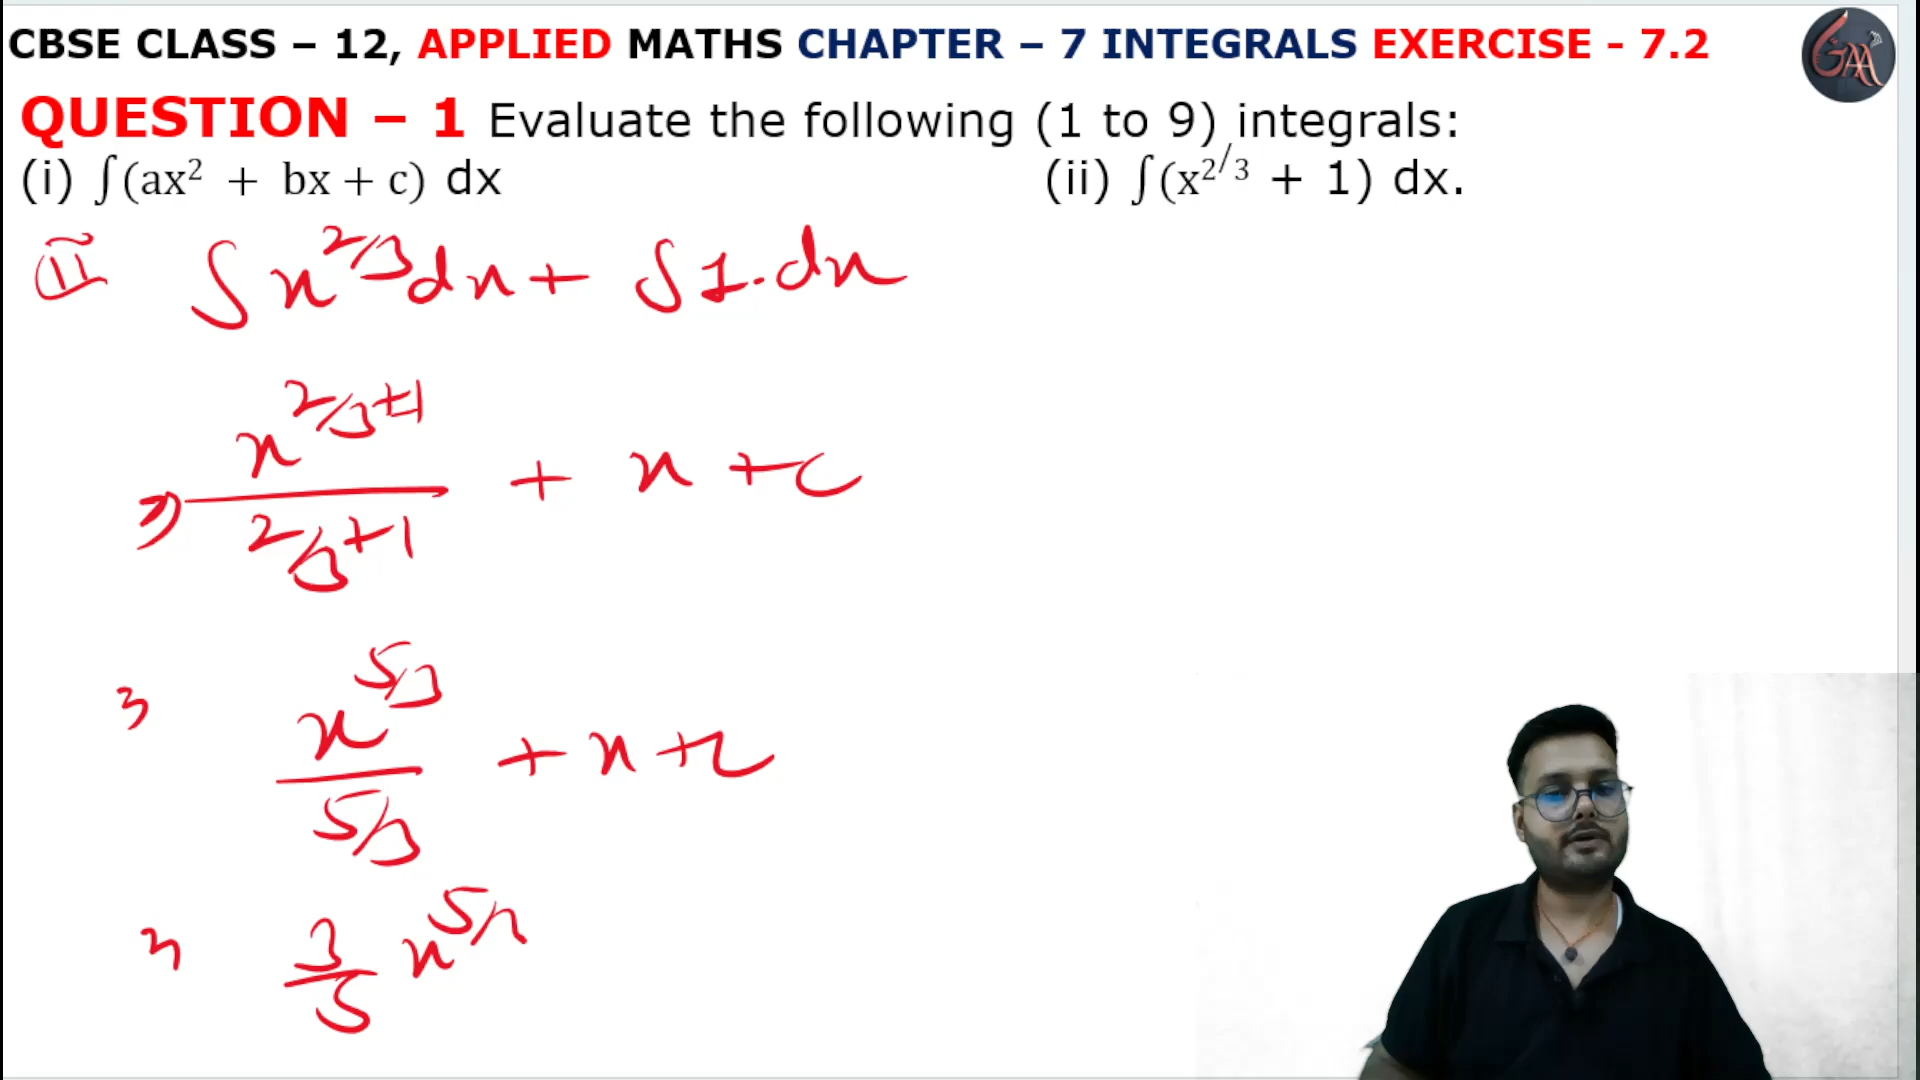 CBSE CLASS – 12, APPLIED MATHS CHAPTER – 7 INTEGRALS EXERCISE - 7.2
GAA
QUESTION – 1 Evaluate the following (1 to 9) integrals:
(i) ∫(ax² + bx + c) dx (ii) ∫(x^2/3 + 1) dx.
(ii) ∫ x^2/3 dx + ∫ 1. dx
⇒ x^2/3+1 / 2/3+1 + x + c
⇒ x^5/3 / 5/3 + x + c
⇒ 3/5 x^5/3